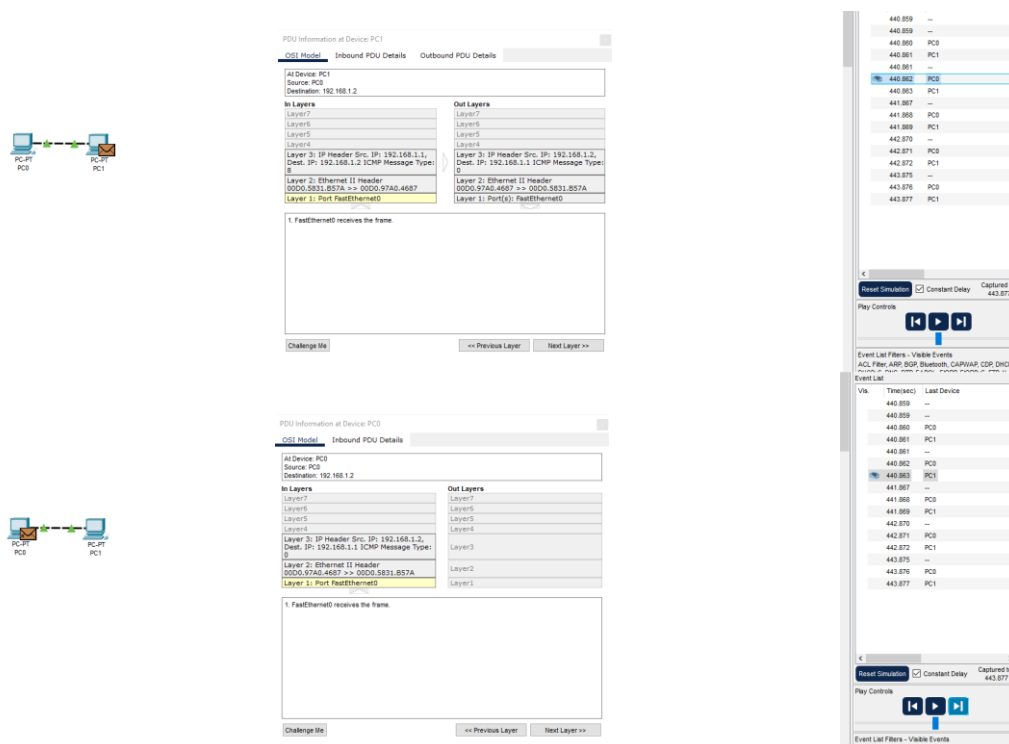 PDU Information at Device: PC1
OSI Model Inbound PDU Details Outbound PDU Details
At Device: PC1
Source: PC0
Destination: 192.168.1.2
In Layers Out Layers
Layer7 Layer7
Layer6 Layer6
Layer5 Layer5
Layer4 Layer4
Layer 3: IP Header Src. IP: 192.168.1.1, Dest. IP: 192.168.1.2 ICMP Message Type: 8
Layer 3: IP Header Src. IP: 192.168.1.2, Dest. IP: 192.168.1.1 ICMP Message Type: 0
Layer 2: Ethernet II Header 00D0.5831.B57A >> 00D0.97A0.4687
Layer 2: Ethernet II Header 00D0.97A0.4687 >> 00D0.5831.B57A
Layer 1: Port FastEthernet0 Layer 1: Port(s): FastEthernet0
1. FastEthernet0 receives the frame.
Challenge Me << Previous Layer Next Layer >>
PC-PT
PC0
PC-PT
PC1
440.859 --
440.859 --
440.860 PC0
440.861 PC1
440.861 --
440.862 PC0
440.863 PC1
441.867 --
441.868 PC0
441.869 PC1
442.870 --
442.871 PC0
442.872 PC1
443.875 --
443.876 PC0
443.877 PC1
Reset Simulation Constant Delay Captured
443.877
Play Controls
Event List Filters - Visible Events
ACL Filter, ARP, BGP, Bluetooth, CAPWAP, CDP, DHCP
PDU Information at Device: PC0
OSI Model Inbound PDU Details
At Device: PC0
Source: PC0
Destination: 192.168.1.2
In Layers Out Layers
Layer7 Layer7
Layer6 Layer6
Layer5 Layer5
Layer4 Layer4
Layer 3: IP Header Src. IP: 192.168.1.2, Dest. IP: 192.168.1.1 ICMP Message Type: 0
Layer3
Layer 2: Ethernet II Header 00D0.97A0.4687 >> 00D0.5831.B57A
Layer2
Layer 1: Port FastEthernet0 Layer1
1. FastEthernet0 receives the frame.
Challenge Me << Previous Layer Next Layer >>
PC-PT
PC0
PC-PT
PC1
Event List
Vis. Time(sec) Last Device
440.859 --
440.859 --
440.860 PC0
440.861 PC1
440.861 --
440.862 PC0
440.863 PC1
441.867 --
441.868 PC0
441.869 PC1
442.870 --
442.871 PC0
442.872 PC1
443.875 --
443.876 PC0
443.877 PC1
Reset Simulation Constant Delay Captured
443.877
Play Controls
Event List Filters - Visible Events